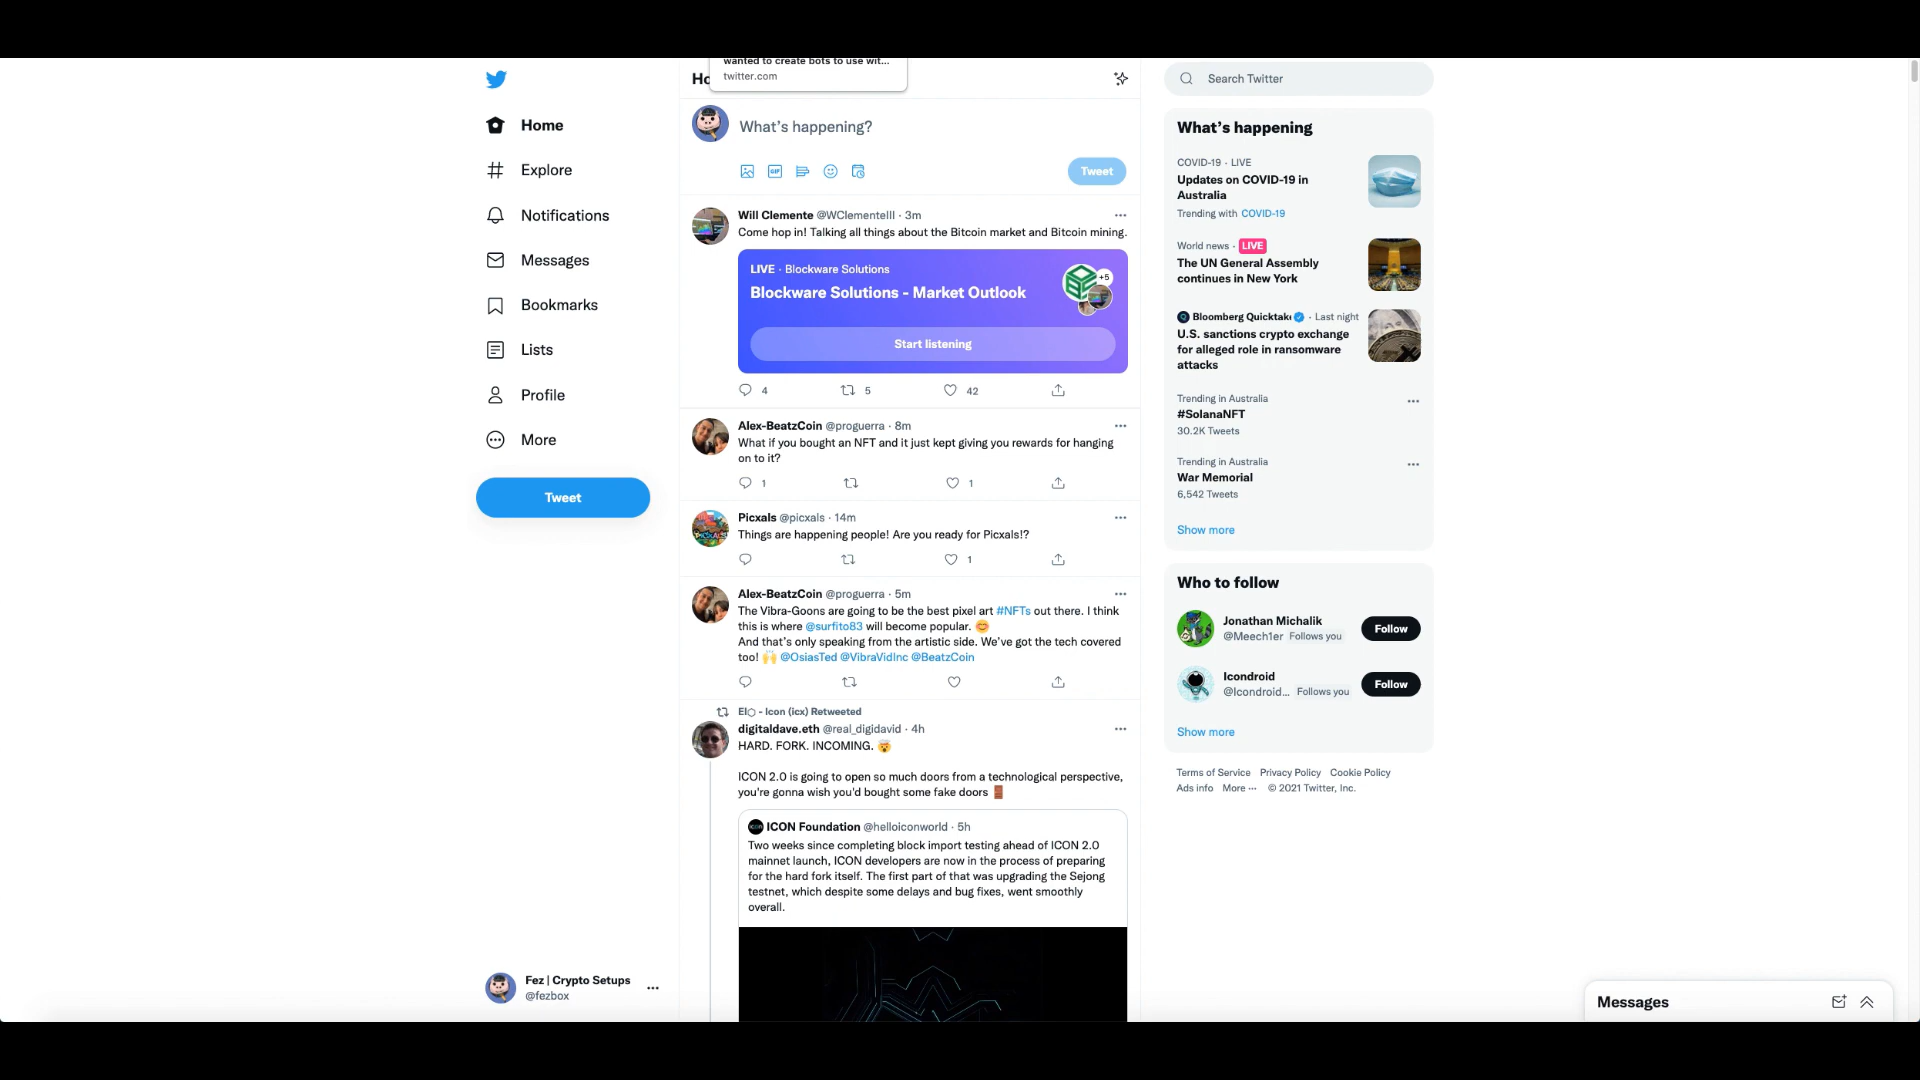 Home
Explore
Notifications
Messages
Bookmarks
Lists
Profile
More
Tweet
Fez | Crypto Setups
@fezbox
wanted to create bots to use wit...
twitter.com
What's happening?
GIF
Tweet
Will Clemente @WClementeIII · 3m
Come hop in! Talking all things about the Bitcoin market and Bitcoin mining.
LIVE · Blockware Solutions
+5
Blockware Solutions - Market Outlook
Start listening
4 5 42
Alex-BeatzCoin @proguerra · 8m
What if you bought an NFT and it just kept giving you rewards for hanging
on to it?
1 1
Picxals @picxals · 14m
Things are happening people! Are you ready for Picxals!?
1
Alex-BeatzCoin @proguerra · 5m
The Vibra-Goons are going to be the best pixel art #NFTs out there. I think
this is where @surfito83 will become popular. 😊
And that's only speaking from the artistic side. We've got the tech covered
too! 🙌 @OsiasTed @VibraVidInc @BeatzCoin
El⬡ - Icon (icx) Retweeted
digitaldave.eth @real_digidavid · 4h
HARD. FORK. INCOMING. 🤯
ICON 2.0 is going to open so much doors from a technological perspective,
you're gonna wish you'd bought some fake doors 🚪
ICON Foundation @helloiconworld · 5h
Two weeks since completing block import testing ahead of ICON 2.0
mainnet launch, ICON developers are now in the process of preparing
for the hard fork itself. The first part of that was upgrading the Sejong
testnet, which despite some delays and bug fixes, went smoothly
overall.
Search Twitter
What's happening
COVID-19 · LIVE
Updates on COVID-19 in
Australia
Trending with COVID-19
World news · LIVE
The UN General Assembly
continues in New York
Bloomberg Quicktake · Last night
U.S. sanctions crypto exchange
for alleged role in ransomware
attacks
Trending in Australia
#SolanaNFT
30.2K Tweets
Trending in Australia
War Memorial
6,542 Tweets
Show more
Who to follow
Jonathan Michalik
@Meech1er Follows you
Follow
Icondroid
@Icondroid... Follows you
Follow
Show more
Terms of Service Privacy Policy Cookie Policy
Ads info More ··· © 2021 Twitter, Inc.
Messages